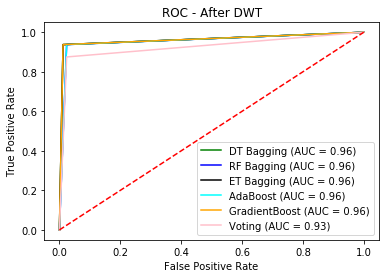 ROC - After DWT
True Positive Rate
1.0
0.8
0.6
0.4
0.2
0.0
DT Bagging (AUC = 0.96)
RF Bagging (AUC = 0.96)
ET Bagging (AUC = 0.96)
AdaBoost (AUC = 0.96)
GradientBoost (AUC = 0.96)
Voting (AUC = 0.93)
0.0 0.2 0.4 0.6 0.8 1.0
False Positive Rate